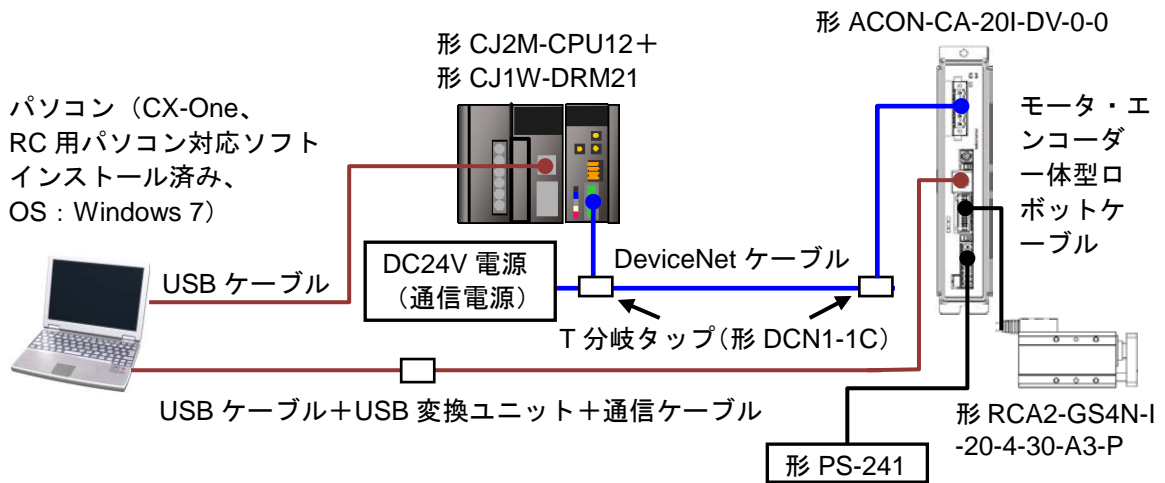 形 ACON-CA-20I-DV-0-0
形 CJ2M-CPU12＋
形 CJ1W-DRM21
パソコン（CX-One、
RC 用パソコン対応ソフト
インストール済み、
OS：Windows 7）
モータ・エ
ンコーダ
一体型ロ
ボットケ
ーブル
DC24V 電源
（通信電源）
DeviceNet ケーブル
USB ケーブル
T 分岐タップ（形 DCN1-1C）
USB ケーブル＋USB 変換ユニット＋通信ケーブル
形 RCA2-GS4N-I
-20-4-30-A3-P
形 PS-241